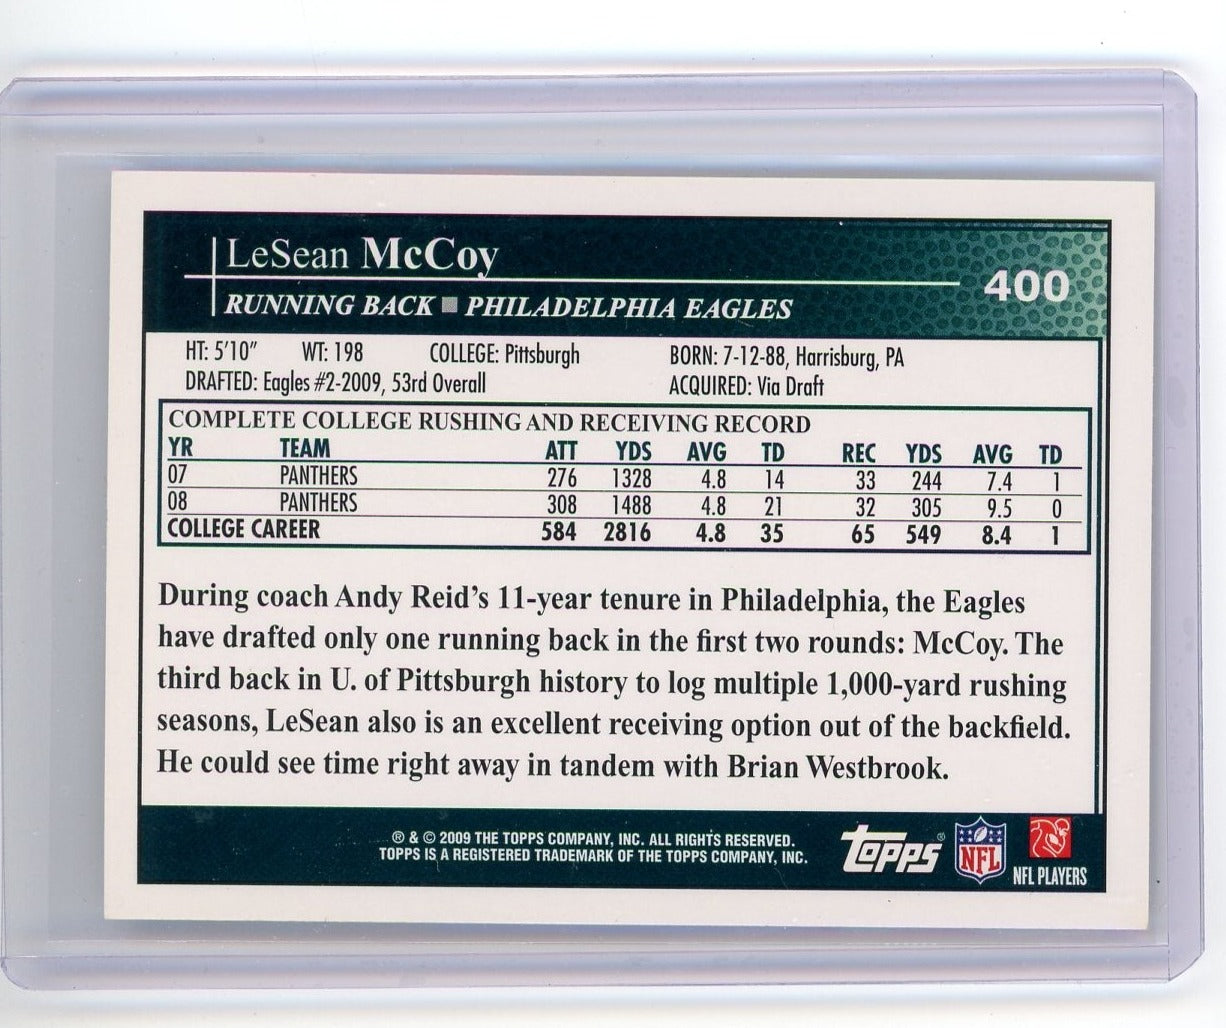 LeSean McCoy
400
RUNNING BACK ■ PHILADELPHIA EAGLES
HT: 5'10" WT: 198 COLLEGE: Pittsburgh BORN: 7-12-88, Harrisburg, PA
DRAFTED: Eagles #2-2009, 53rd Overall ACQUIRED: Via Draft
COMPLETE COLLEGE RUSHING AND RECEIVING RECORD
YR TEAM ATT YDS AVG TD REC YDS AVG TD
07 PANTHERS 276 1328 4.8 14 33 244 7.4 1
08 PANTHERS 308 1488 4.8 21 32 305 9.5 0
COLLEGE CAREER 584 2816 4.8 35 65 549 8.4 1
During coach Andy Reid's 11-year tenure in Philadelphia, the Eagles
have drafted only one running back in the first two rounds: McCoy. The
third back in U. of Pittsburgh history to log multiple 1,000-yard rushing
seasons, LeSean also is an excellent receiving option out of the backfield.
He could see time right away in tandem with Brian Westbrook.
® & © 2009 THE TOPPS COMPANY, INC. ALL RIGHTS RESERVED.
TOPPS IS A REGISTERED TRADEMARK OF THE TOPPS COMPANY, INC.
Topps®
NFL
NFL PLAYERS